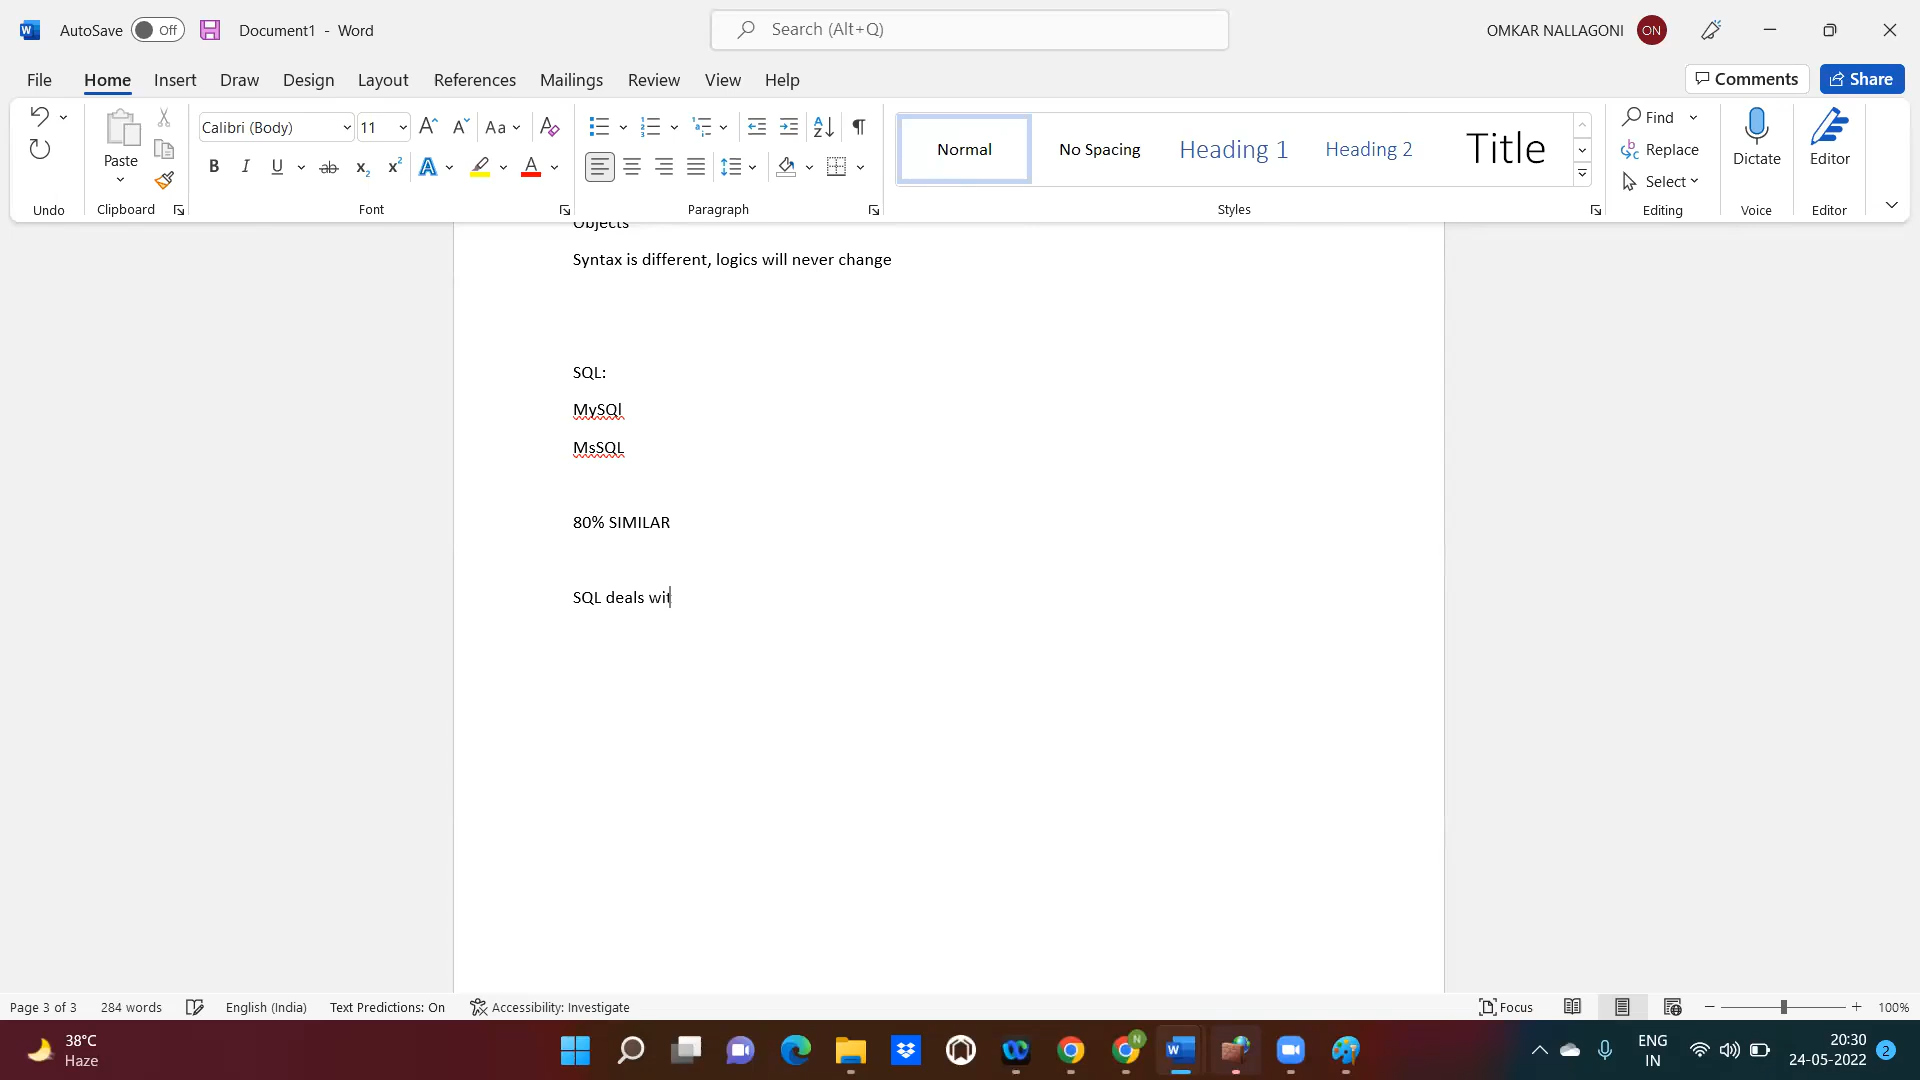 AutoSave Off Document1 - Word Search (Alt+Q) OMKAR NALLAGONI ON
File Home Insert Draw Design Layout References Mailings Review View Help Comments Share
Calibri (Body) 11 Aa
Paste
Normal No Spacing Heading 1 Heading 2 Title
Find
Replace
Select
Dictate Editor
Undo Clipboard Font Paragraph Styles Editing Voice Editor
Objects
Syntax is different, logics will never change
SQL:
MySQl
MsSQL
80% SIMILAR
SQL deals wit
Page 3 of 3 284 words English (India) Text Predictions: On Accessibility: Investigate Focus 100%
38°C
Haze
ENG
IN
20:30
24-05-2022
2